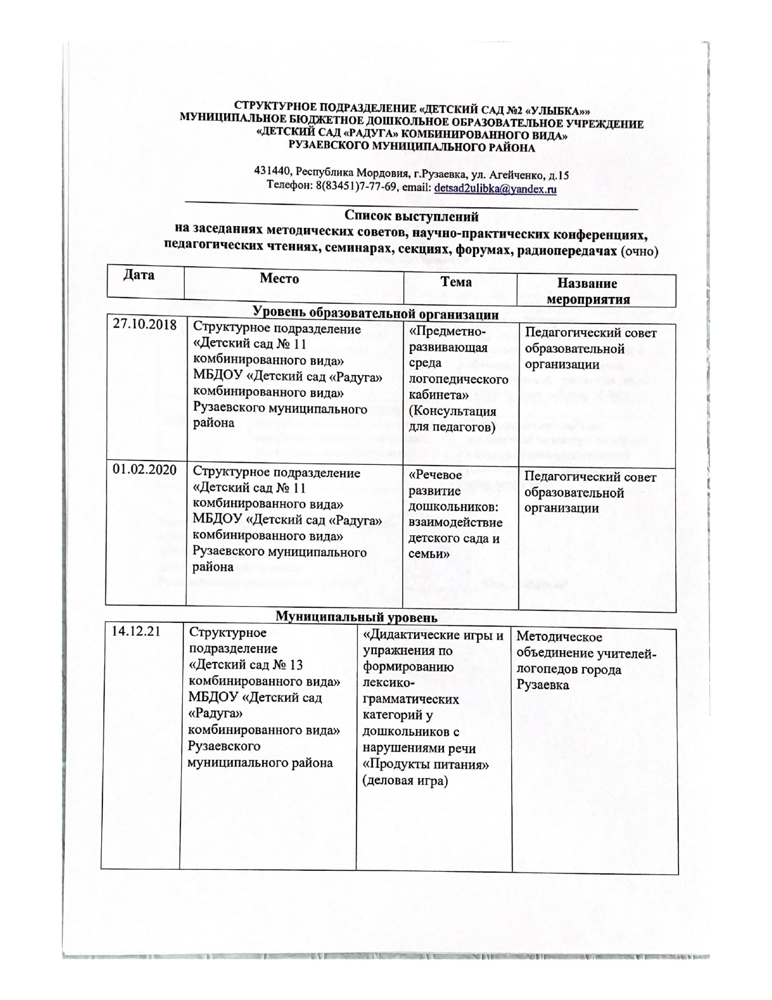 СТРУКТУРНОЕ ПОДРАЗДЕЛЕНИЕ «ДЕТСКИЙ САД №2 «УЛЫБКА»»
МУНИЦИПАЛЬНОЕ БЮДЖЕТНОЕ ДОШКОЛЬНОЕ ОБРАЗОВАТЕЛЬНОЕ УЧРЕЖДЕНИЕ
«ДЕТСКИЙ САД «РАДУГА» КОМБИНИРОВАННОГО ВИДА»
РУЗАЕВСКОГО МУНИЦИПАЛЬНОГО РАЙОНА
431440, Республика Мордовия, г.Рузаевка, ул. Агейченко, д.15
Телефон: 8(83451)7-77-69, email: detsad2ulibka@yandex.ru
Список выступлений
на заседаниях методических советов, научно-практических конференциях,
педагогических чтениях, семинарах, секциях, форумах, радиопередачах (очно)
Дата
Место
Тема
Название
мероприятия
Уровень образовательной организации
27.10.2018
Структурное подразделение
«Детский сад № 11
комбинированного вида»
МБДОУ «Детский сад «Радуга»
комбинированного вида»
Рузаевского муниципального
района
«Предметно-
развивающая
среда
логопедического
кабинета»
(Консультация
для педагогов)
Педагогический совет
образовательной
организации
01.02.2020
Структурное подразделение
«Детский сад № 11
комбинированного вида»
МБДОУ «Детский сад «Радуга»
комбинированного вида»
Рузаевского муниципального
района
«Речевое
развитие
дошкольников:
взаимодействие
детского сада и
семьи»
Педагогический совет
образовательной
организации
Муниципальный уровень
14.12.21
Структурное
подразделение
«Детский сад № 13
комбинированного вида»
МБДОУ «Детский сад
«Радуга»
комбинированного вида»
Рузаевского
муниципального района
«Дидактические игры и
упражнения по
формированию
лексико-
грамматических
категорий у
дошкольников с
нарушениями речи
«Продукты питания»
(деловая игра)
Методическое
объединение учителей-
логопедов города
Рузаевка